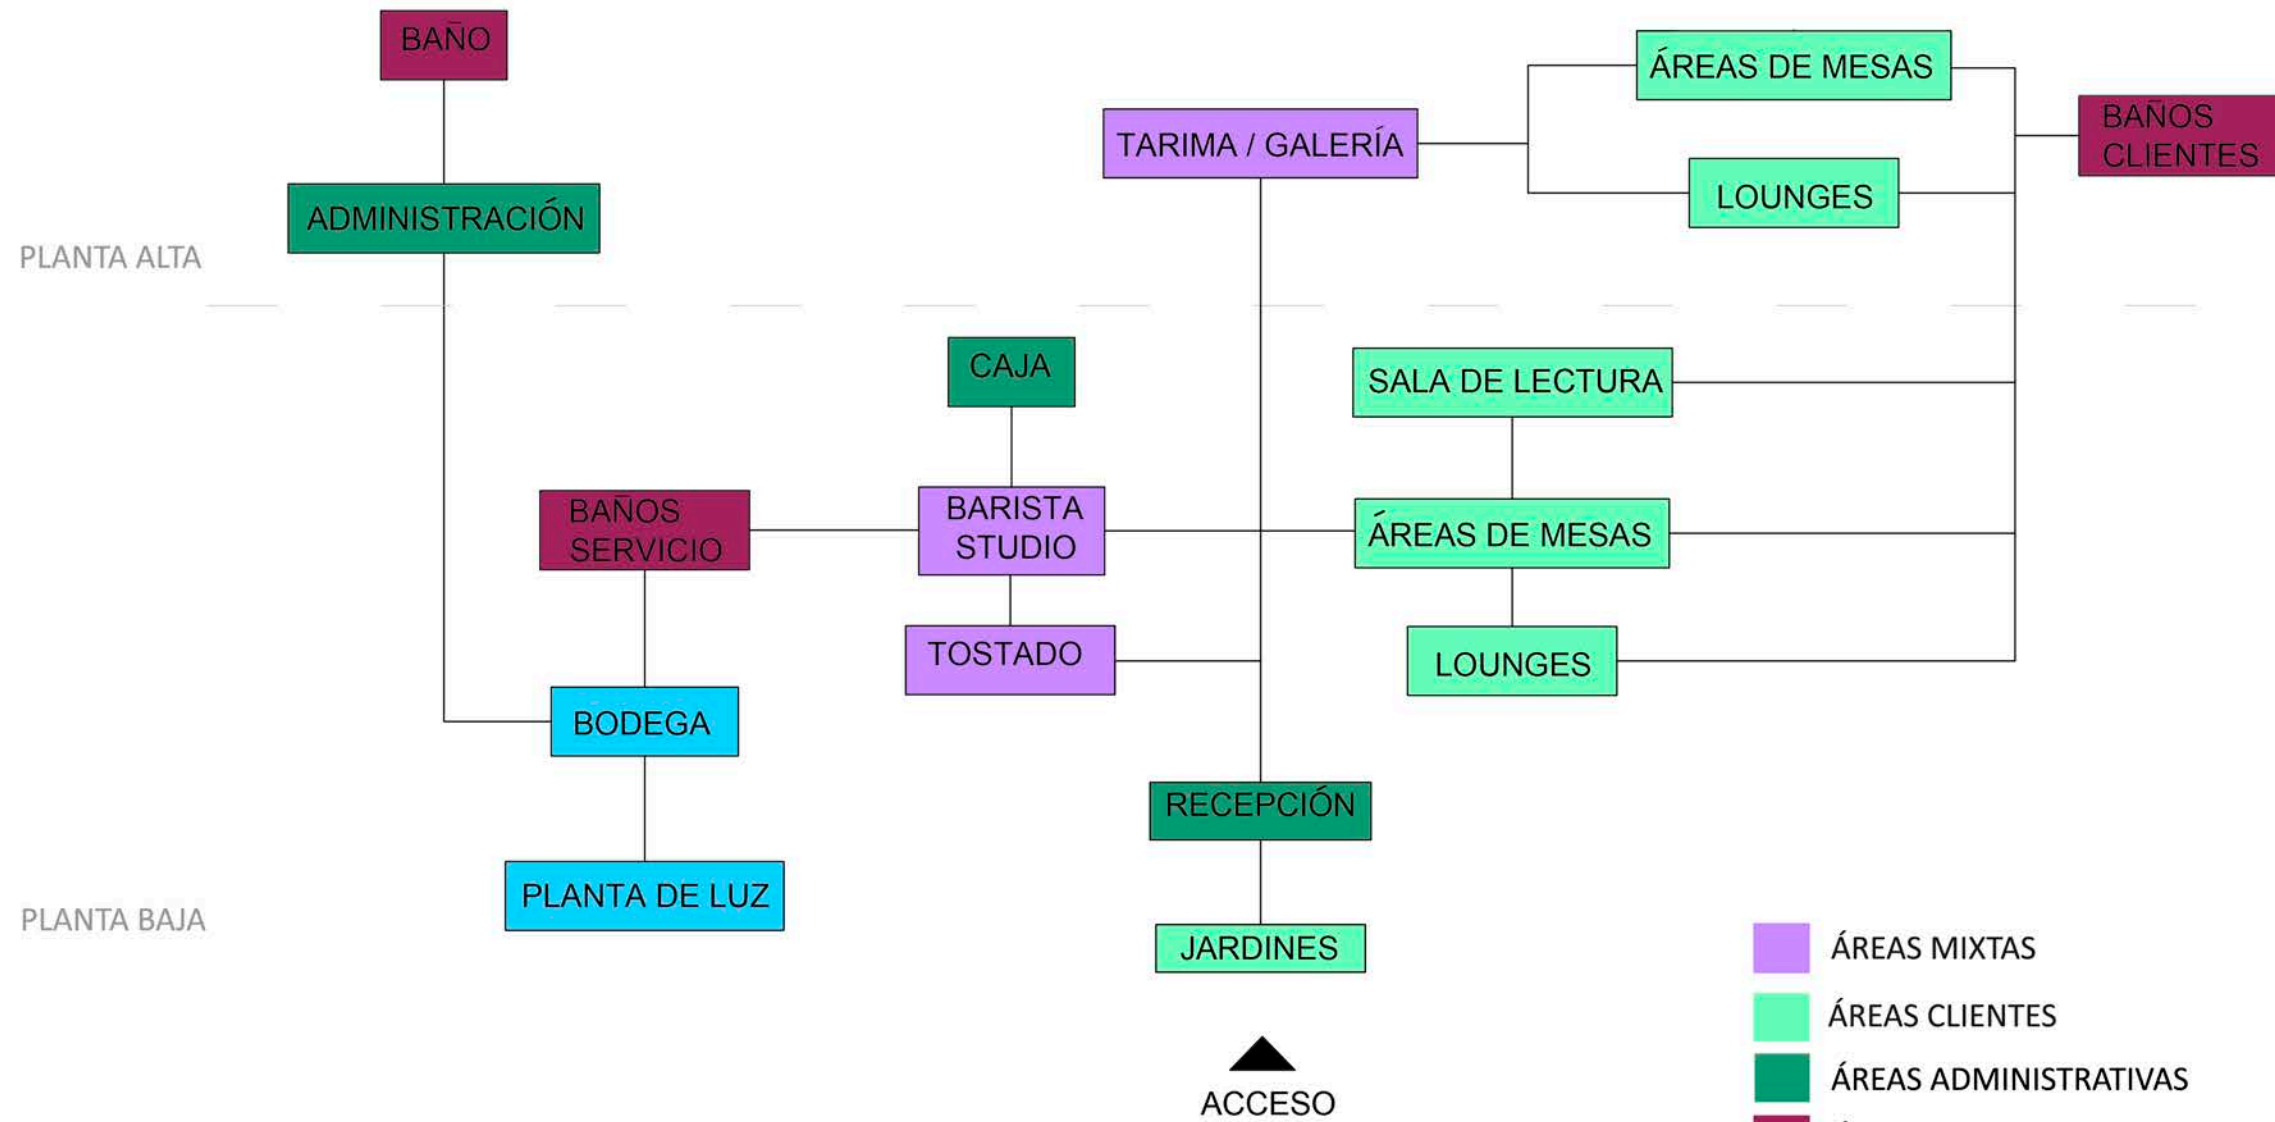 BAÑO
ÁREAS DE MESAS
BAÑOS
CLIENTES
TARIMA / GALERÍA
LOUNGES
ADMINISTRACIÓN
PLANTA ALTA
CAJA
SALA DE LECTURA
BAÑOS
SERVICIO
BARISTA
STUDIO
ÁREAS DE MESAS
TOSTADO
LOUNGES
BODEGA
RECEPCIÓN
PLANTA DE LUZ
PLANTA BAJA
JARDINES
ACCESO
ÁREAS MIXTAS
ÁREAS CLIENTES
ÁREAS ADMINISTRATIVAS